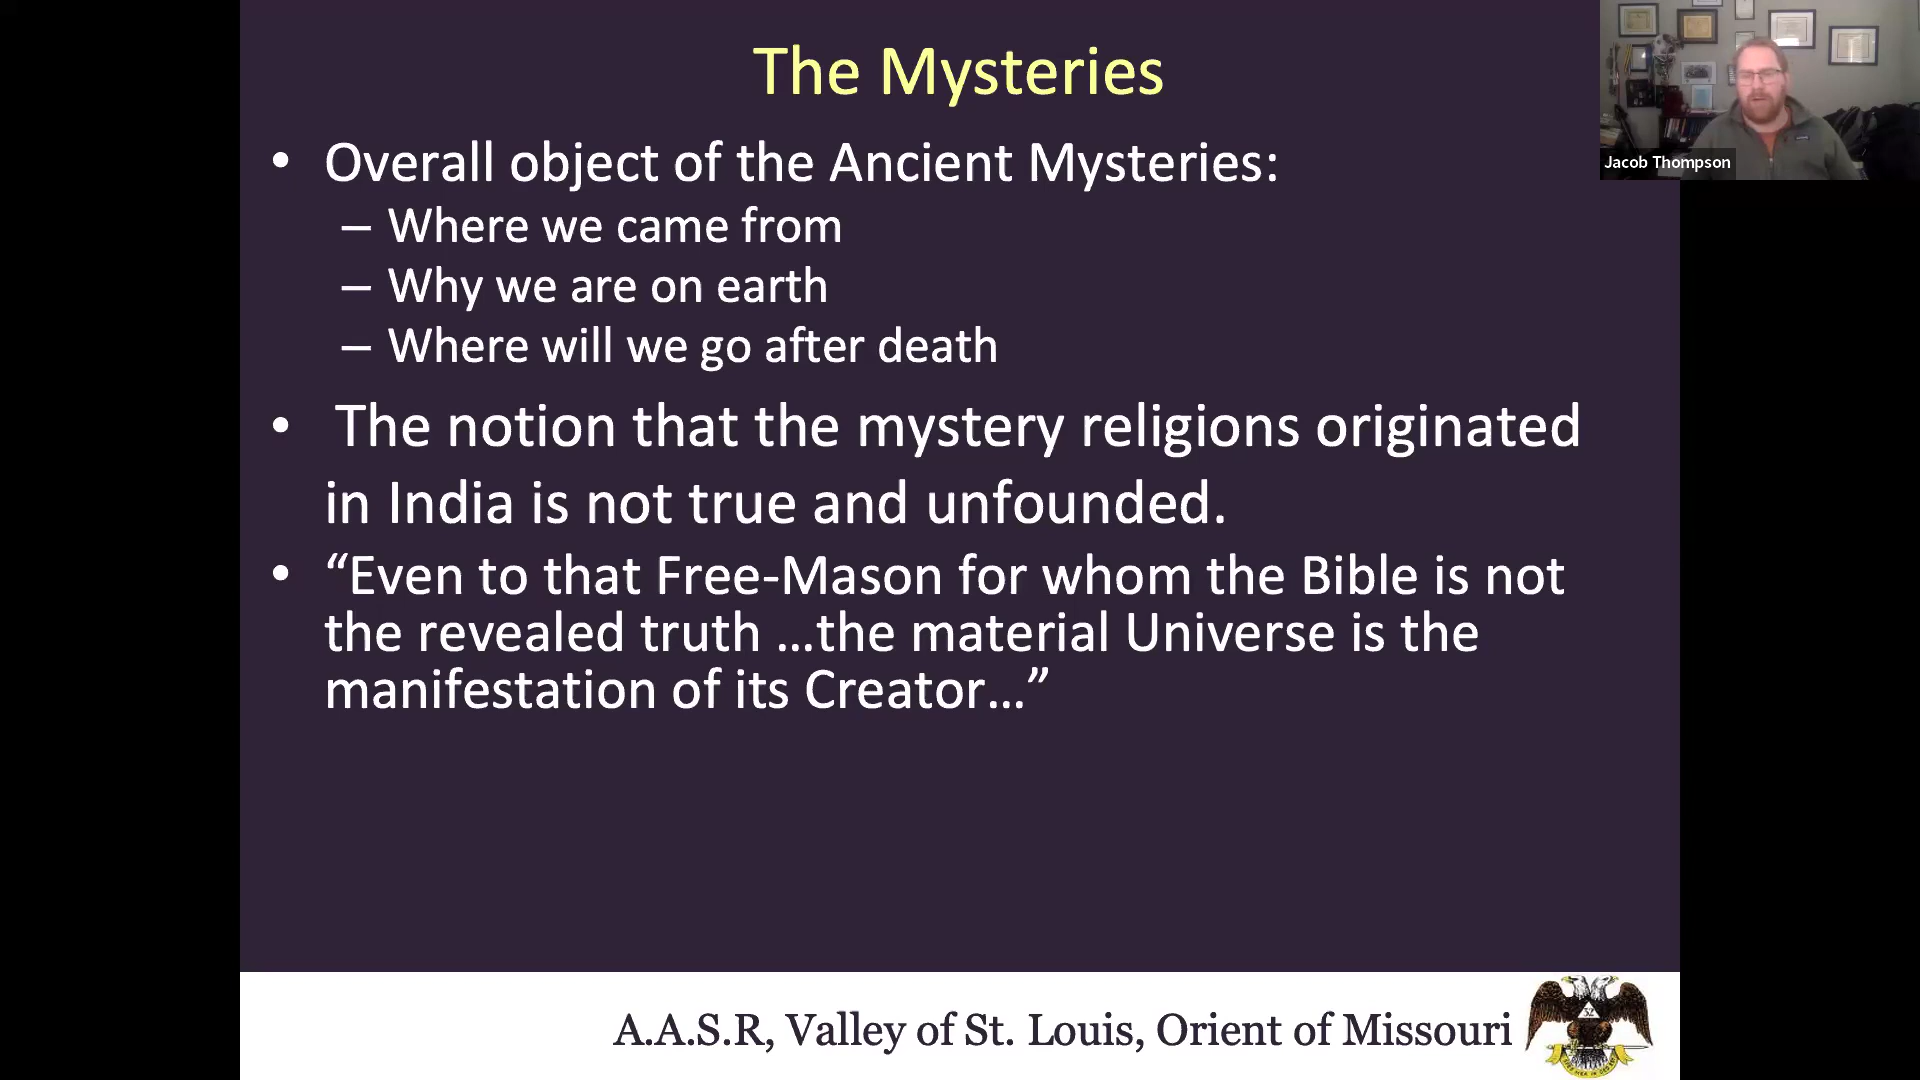 The Mysteries
• Overall object of the Ancient Mysteries:
– Where we came from
– Why we are on earth
– Where will we go after death
• The notion that the mystery religions originated
in India is not true and unfounded.
• “Even to that Free-Mason for whom the Bible is not
the revealed truth …the material Universe is the
manifestation of its Creator…”
Jacob Thompson
A.A.S.R, Valley of St. Louis, Orient of Missouri